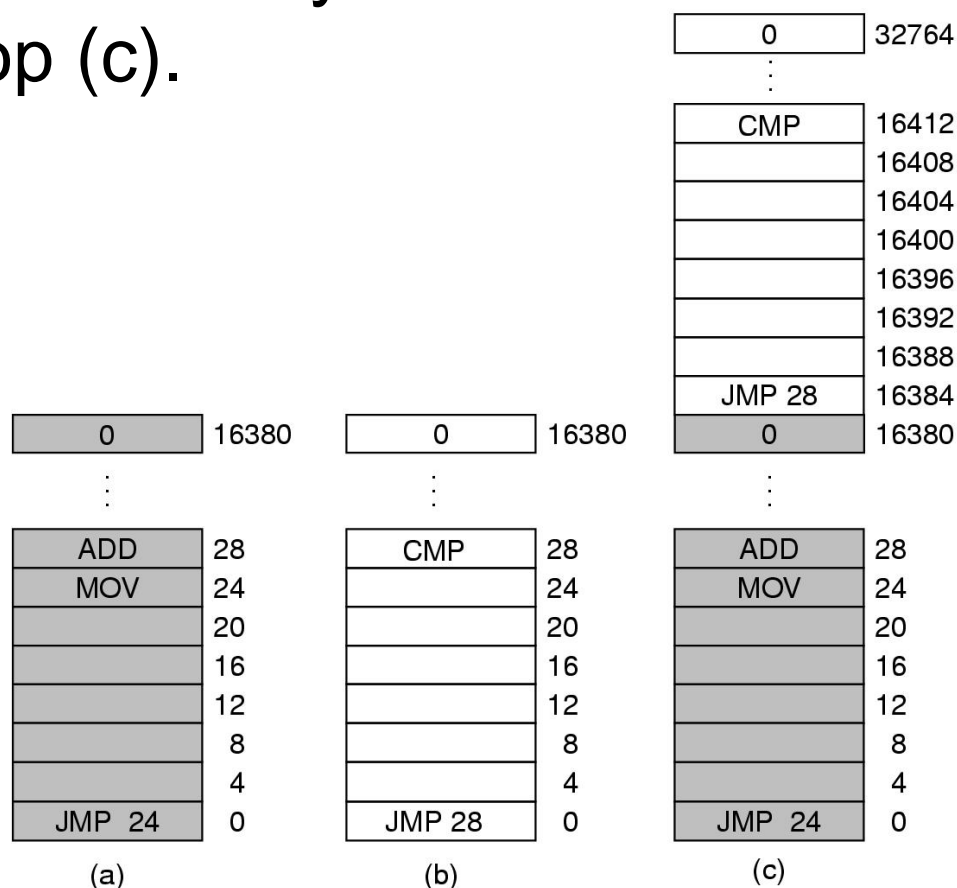 op (c).
0 32764
CMP 16412
16408
16404
16400
16396
16392
16388
JMP 28 16384
0 16380 0 16380 0 16380
ADD 28 CMP 28 ADD 28
MOV 24 24 MOV 24
20 20 20
16 16 16
12 12 12
8 8 8
4 4 4
JMP 24 0 JMP 28 0 JMP 24 0
(a) (b) (c)